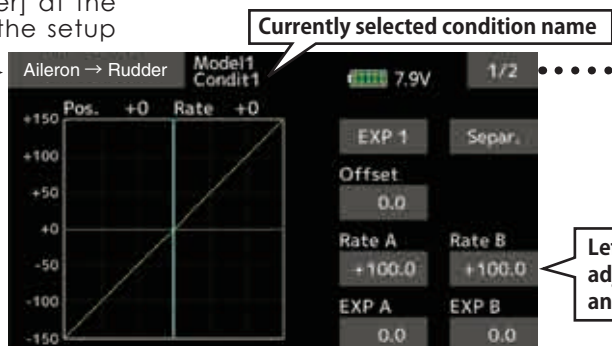 er] at the
the setup
Currently selected condition name
Aileron → Rudder
Model1
Condit1
7.9V
1/2
Pos. +0 Rate +0
+150
+100
+50
+0
-50
-100
-150
EXP 1
Separ.
Offset
0.0
Rate A
Rate B
+100.0
+100.0
EXP A
EXP B
0.0
0.0
Le
adj
an